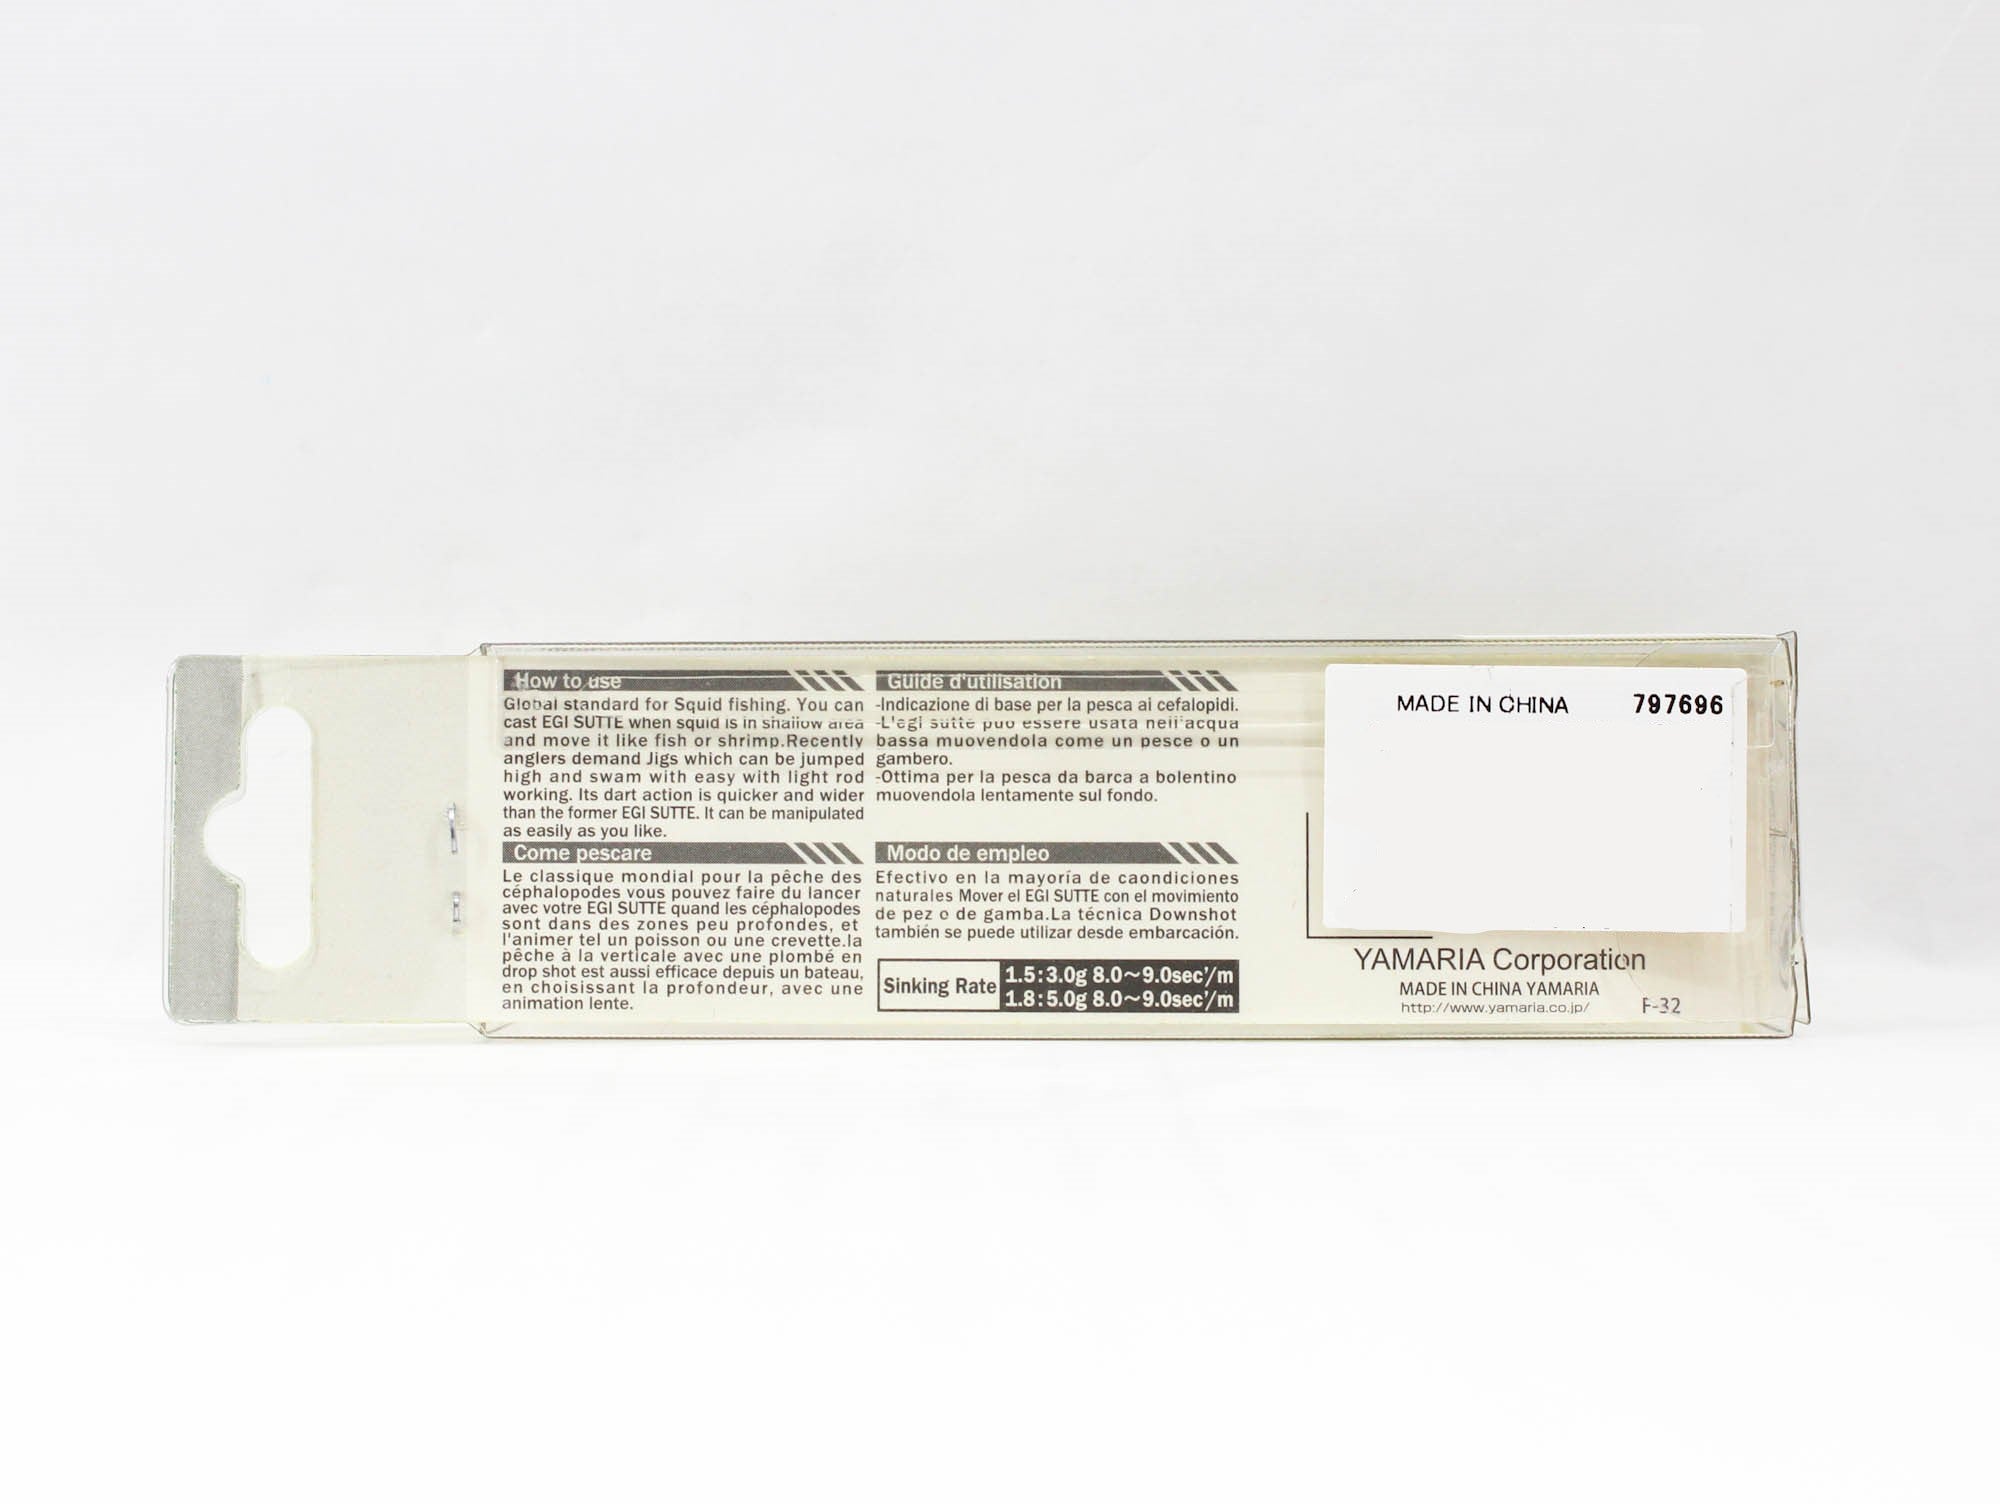 How to use
Global standard for Squid fishing. You can
cast EGI SUTTE when squid is in shallow area
and move it like fish or shrimp.Recently
anglers demand Jigs which can be jumped
high and swam with easy with light rod
working. Its dart action is quicker and wider
than the former EGI SUTTE. It can be manipulated
as easily as you like.
Come pescare
Le classique mondial pour la pêche des
céphalopodes vous pouvez faire du lancer
avec votre EGI SUTTE quand les céphalopodes
sont dans des zones peu profondes, et
l'animer tel un poisson ou une crevette.la
pêche à la verticale avec une plombé en
drop shot est aussi efficace depuis un bateau,
en choisissant la profondeur, avec une
animation lente.
Guide d'utilisation
-Indicazione di base per la pesca ai cefalopidi.
-L'egi sutte può essere usata nell'acqua
bassa muovendola come un pesce o un
gambero.
-Ottima per la pesca da barca a bolentino
muovendola lentamente sul fondo.
Modo de empleo
Efectivo en la mayoría de caondiciones
naturales Mover el EGI SUTTE con el movimiento
de pez o de gamba.La técnica Downshot
también se puede utilizar desde embarcación.
Sinking Rate
1.5:3.0g 8.0~9.0sec'/m
1.8:5.0g 8.0~9.0sec'/m
MADE IN CHINA 797696
YAMARIA Corporation
MADE IN CHINA YAMARIA
http://www.yamaria.co.jp/ F-32